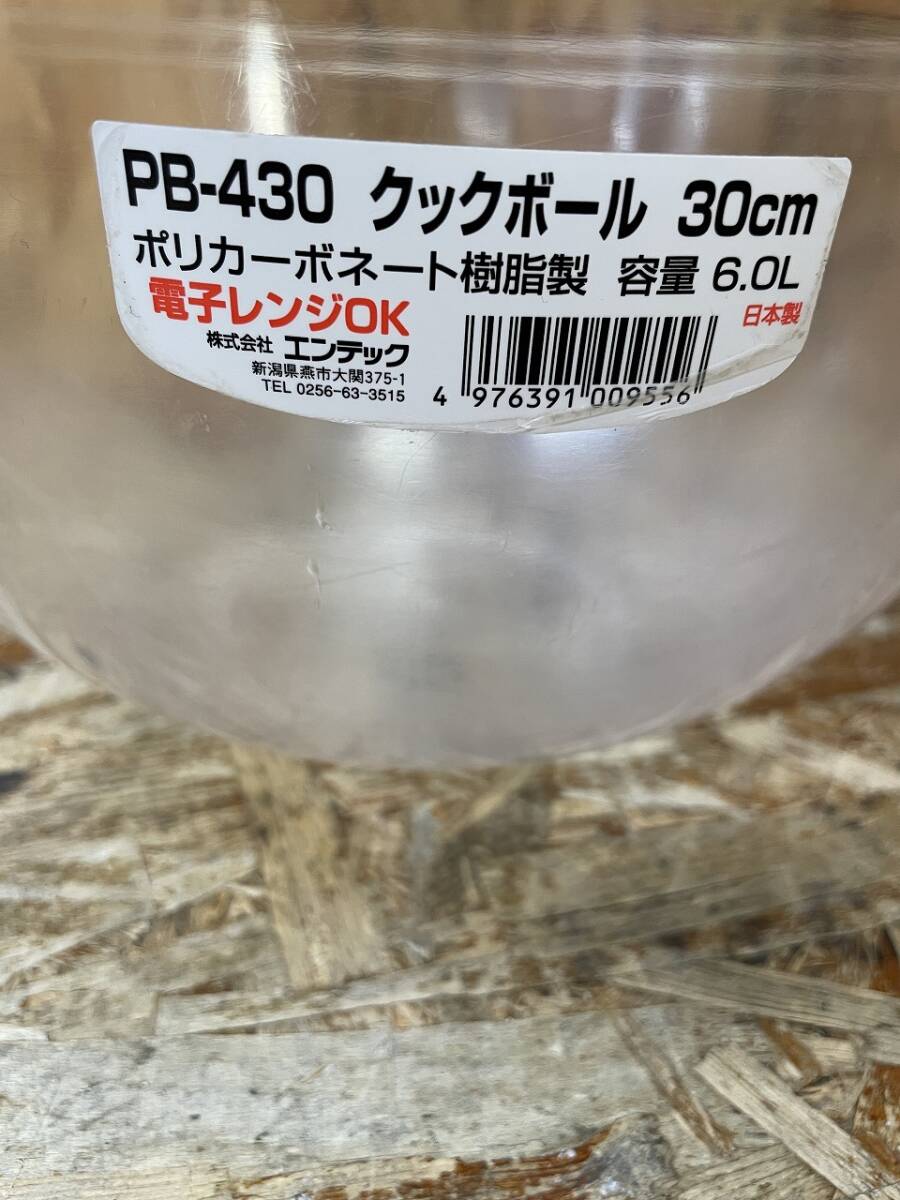 PB-430 クックボール 30cm
ポリカーボネート樹脂製 容量 6.0L
電子レンジOK 日本製
株式会社 エンテック
新潟県燕市大関375-1
TEL 0256-63-3515
4 976391 009556